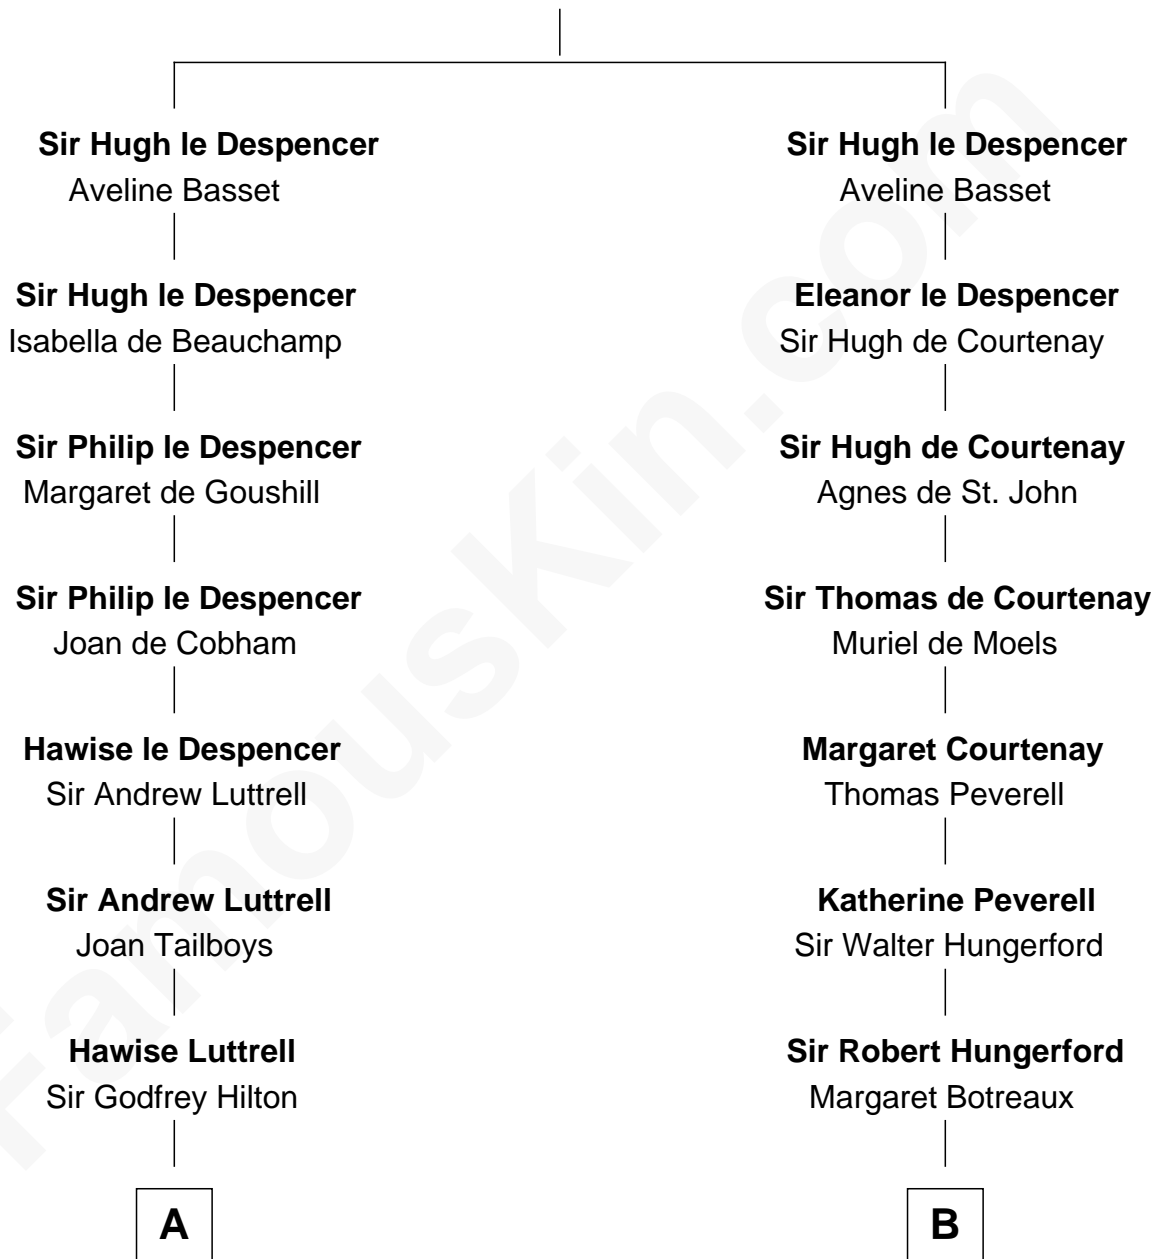 Sir Hugh le Despencer
Aveline Basset
Sir Hugh le Despencer
Isabella de Beauchamp
Sir Philip le Despencer
Margaret de Goushill
Sir Philip le Despencer
Joan de Cobham
Hawise le Despencer
Sir Andrew Luttrell
Sir Andrew Luttrell
Joan Tailboys
Hawise Luttrell
Sir Godfrey Hilton
A
Sir Hugh le Despencer
Aveline Basset
Eleanor le Despencer
Sir Hugh de Courtenay
Sir Hugh de Courtenay
Agnes de St. John
Sir Thomas de Courtenay
Muriel de Moels
Margaret Courtenay
Thomas Peverell
Katherine Peverell
Sir Walter Hungerford
Sir Robert Hungerford
Margaret Botreaux
B
FamousKin.com